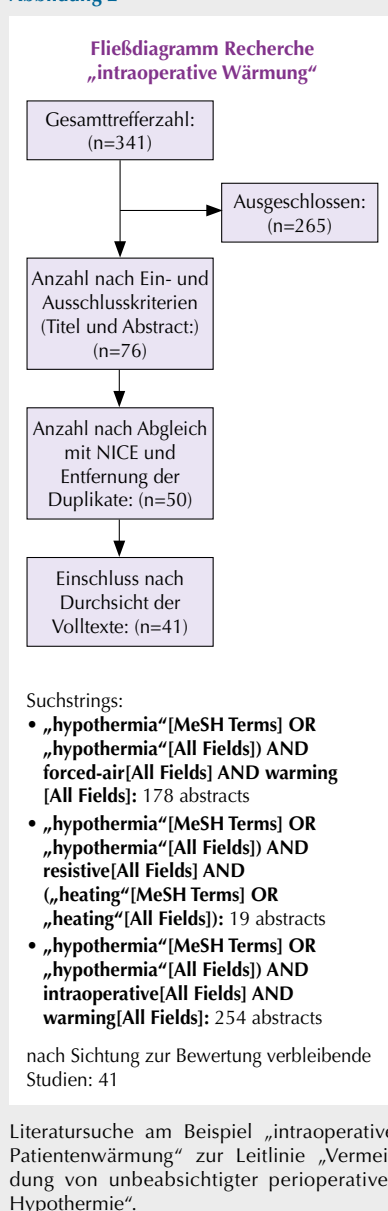 Fließdiagramm Recherche
„intraoperative Wärmung“
Gesamttrefferzahl:
(n=341)
Ausgeschlossen:
(n=265)
Anzahl nach Ein- und
Ausschlusskriterien
(Titel und Abstract:)
(n=76)
Anzahl nach Abgleich
mit NICE und
Entfernung der
Duplikate: (n=50)
Einschluss nach
Durchsicht der
Volltexte: (n=41)
Suchstrings:
• „hypothermia“[MeSH Terms] OR
„hypothermia“[All Fields]) AND
forced-air[All Fields] AND warming
[All Fields]: 178 abstracts
• „hypothermia“[MeSH Terms] OR
„hypothermia“[All Fields]) AND
resistive[All Fields] AND
(„heating“[MeSH Terms] OR
„heating“[All Fields]): 19 abstracts
• „hypothermia“[MeSH Terms] OR
„hypothermia“[All Fields]) AND
intraoperative[All Fields] AND
warming[All Fields]: 254 abstracts
nach Sichtung zur Bewertung verbleibende
Studien: 41
Literatursuche am Beispiel „intraoperative
Patientenwärmung“ zur Leitlinie „Vermei-
dung von unbeabsichtigter perioperative
Hypothermie“.